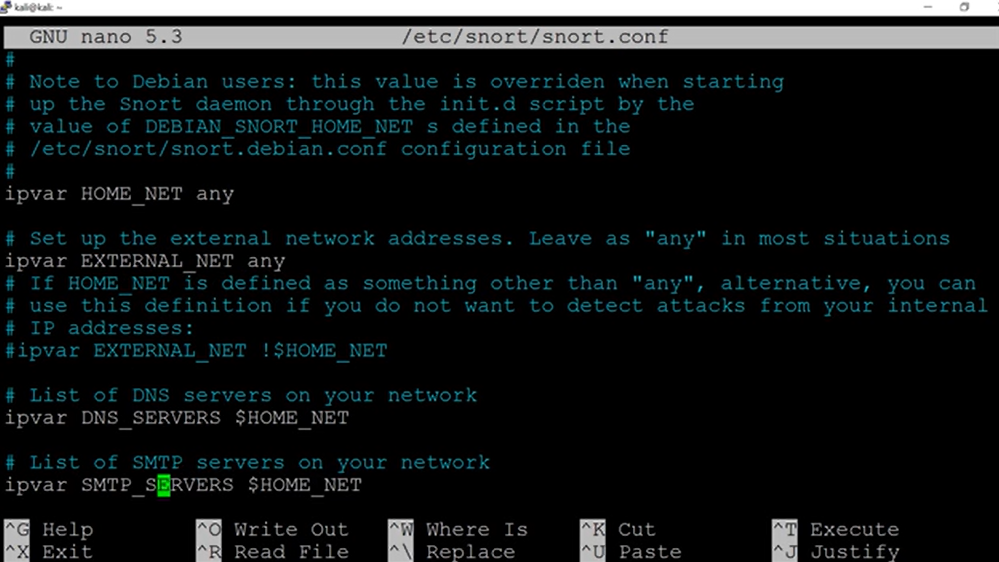 kali@kali: ~
GNU nano 5.3 /etc/snort/snort.conf
#
# Note to Debian users: this value is overriden when starting
# up the Snort daemon through the init.d script by the
# value of DEBIAN_SNORT_HOME_NET s defined in the
# /etc/snort/snort.debian.conf configuration file
#
ipvar HOME_NET any
# Set up the external network addresses. Leave as "any" in most situations
ipvar EXTERNAL_NET any
# If HOME_NET is defined as something other than "any", alternative, you can
# use this definition if you do not want to detect attacks from your internal
# IP addresses:
#ipvar EXTERNAL_NET !$HOME_NET
# List of DNS servers on your network
ipvar DNS_SERVERS $HOME_NET
# List of SMTP servers on your network
ipvar SMTP_SERVERS $HOME_NET
^G Help ^O Write Out ^W Where Is ^K Cut ^T Execute
^X Exit ^R Read File ^\ Replace ^U Paste ^J Justify